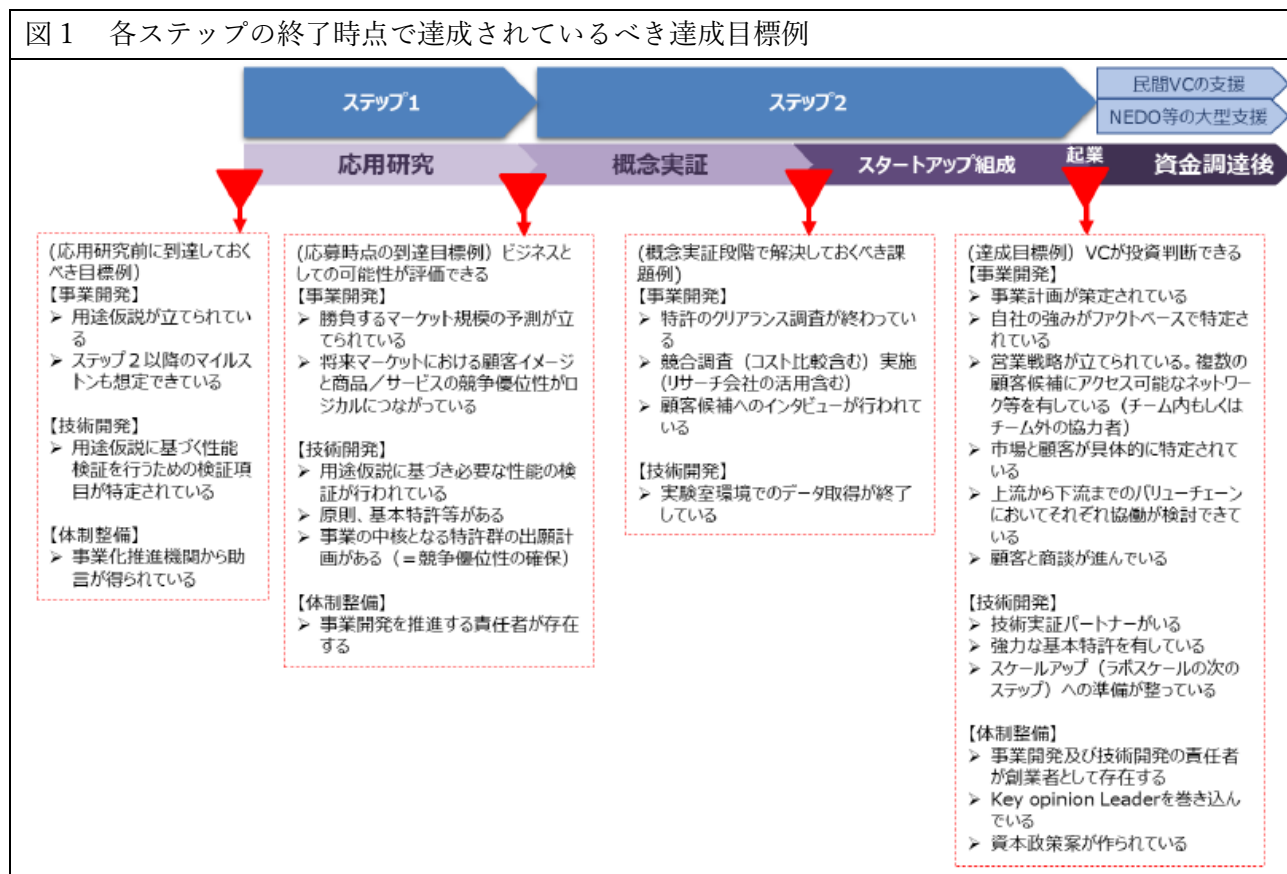 図１　各ステップの終了時点で達成されているべき達成目標例
ステップ1
ステップ2
民間VCの支援
NEDO等の大型支援
応用研究
概念実証
スタートアップ組成
起業
資金調達後
(応用研究前に到達しておく
べき目標例)
【事業開発】
➢ 用途仮説が立てられてい
る
➢ ステップ２以降のマイルス
トンも想定できている
【技術開発】
➢ 用途仮説に基づく性能
検証を行うための検証項
目が特定されている
【体制整備】
➢ 事業化推進機関から助
言が得られている
(応募時点の到達目標例) ビジネスと
しての可能性が評価できる
【事業開発】
➢ 勝負するマーケット規模の予測が立
てられている
➢ 将来マーケットにおける顧客イメージ
と商品／サービスの競争優位性がロ
ジカルにつながっている
【技術開発】
➢ 用途仮説に基づき必要な性能の検
証が行われている
➢ 原則、基本特許等がある
➢ 事業の中核となる特許群の出願計
画がある（＝競争優位性の確保）
【体制整備】
➢ 事業開発を推進する責任者が存在
する
(概念実証段階で解決しておくべき課
題例)
【事業開発】
➢ 特許のクリアランス調査が終わってい
る
➢ 競合調査（コスト比較含む）実施
(リサーチ会社の活用含む)
➢ 顧客候補へのインタビューが行われて
いる
【技術開発】
➢ 実験室環境でのデータ取得が終了
している
(達成目標例) VCが投資判断できる
【事業開発】
➢ 事業計画が策定されている
➢ 自社の強みがファクトベースで特定さ
れている
➢ 営業戦略が立てられている。複数の
顧客候補にアクセス可能なネットワー
ク等を有している（チーム内もしくは
チーム外の協力者）
➢ 市場と顧客が具体的に特定されて
いる
➢ 上流から下流までのバリューチェーン
においてそれぞれ協働が検討できて
いる
➢ 顧客と商談が進んでいる
【技術開発】
➢ 技術実証パートナーがいる
➢ 強力な基本特許を有している
➢ スケールアップ（ラボスケールの次の
ステップ）への準備が整っている
【体制整備】
➢ 事業開発及び技術開発の責任者
が創業者として存在する
➢ Key opinion Leaderを巻き込ん
でいる
➢ 資本政策案が作られている